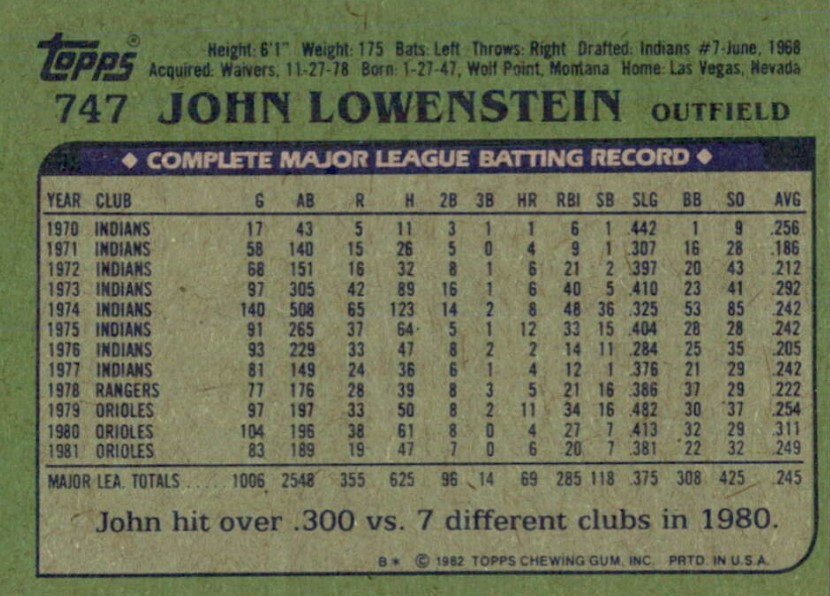 Topps® Height: 6'1" Weight: 175 Bats: Left Throws: Right Drafted: Indians #7-June, 1968
Acquired: Waivers, 11-27-78 Born: 1-27-47, Wolf Point, Montana Home: Las Vegas, Nevada
747 JOHN LOWENSTEIN OUTFIELD
◆ COMPLETE MAJOR LEAGUE BATTING RECORD ◆
YEAR CLUB G AB R H 2B 3B HR RBI SB SLG BB SO AVG
1970 INDIANS 17 43 5 11 3 1 1 6 1 .442 1 9 .256
1971 INDIANS 58 140 15 26 5 0 4 9 1 .307 16 28 .186
1972 INDIANS 68 151 16 32 8 1 6 21 2 .397 20 43 .212
1973 INDIANS 97 305 42 89 16 1 6 40 5 .410 23 41 .292
1974 INDIANS 140 508 65 123 14 2 8 48 36 .325 53 85 .242
1975 INDIANS 91 265 37 64 5 1 12 33 15 .404 28 28 .242
1976 INDIANS 93 229 33 47 8 2 2 14 11 .284 25 35 .205
1977 INDIANS 81 149 24 36 6 1 4 12 1 .376 21 29 .242
1978 RANGERS 77 176 28 39 8 3 5 21 16 .386 37 29 .222
1979 ORIOLES 97 197 33 50 8 2 11 34 16 .482 30 37 .254
1980 ORIOLES 104 196 38 61 8 0 4 27 7 .413 32 29 .311
1981 ORIOLES 83 189 19 47 7 0 6 20 7 .381 22 32 .249
MAJOR LEA. TOTALS ..... 1006 2548 355 625 96 14 69 285 118 .375 308 425 .245
John hit over .300 vs. 7 different clubs in 1980.
B* © 1982 TOPPS CHEWING GUM, INC. PRTD. IN U.S.A.